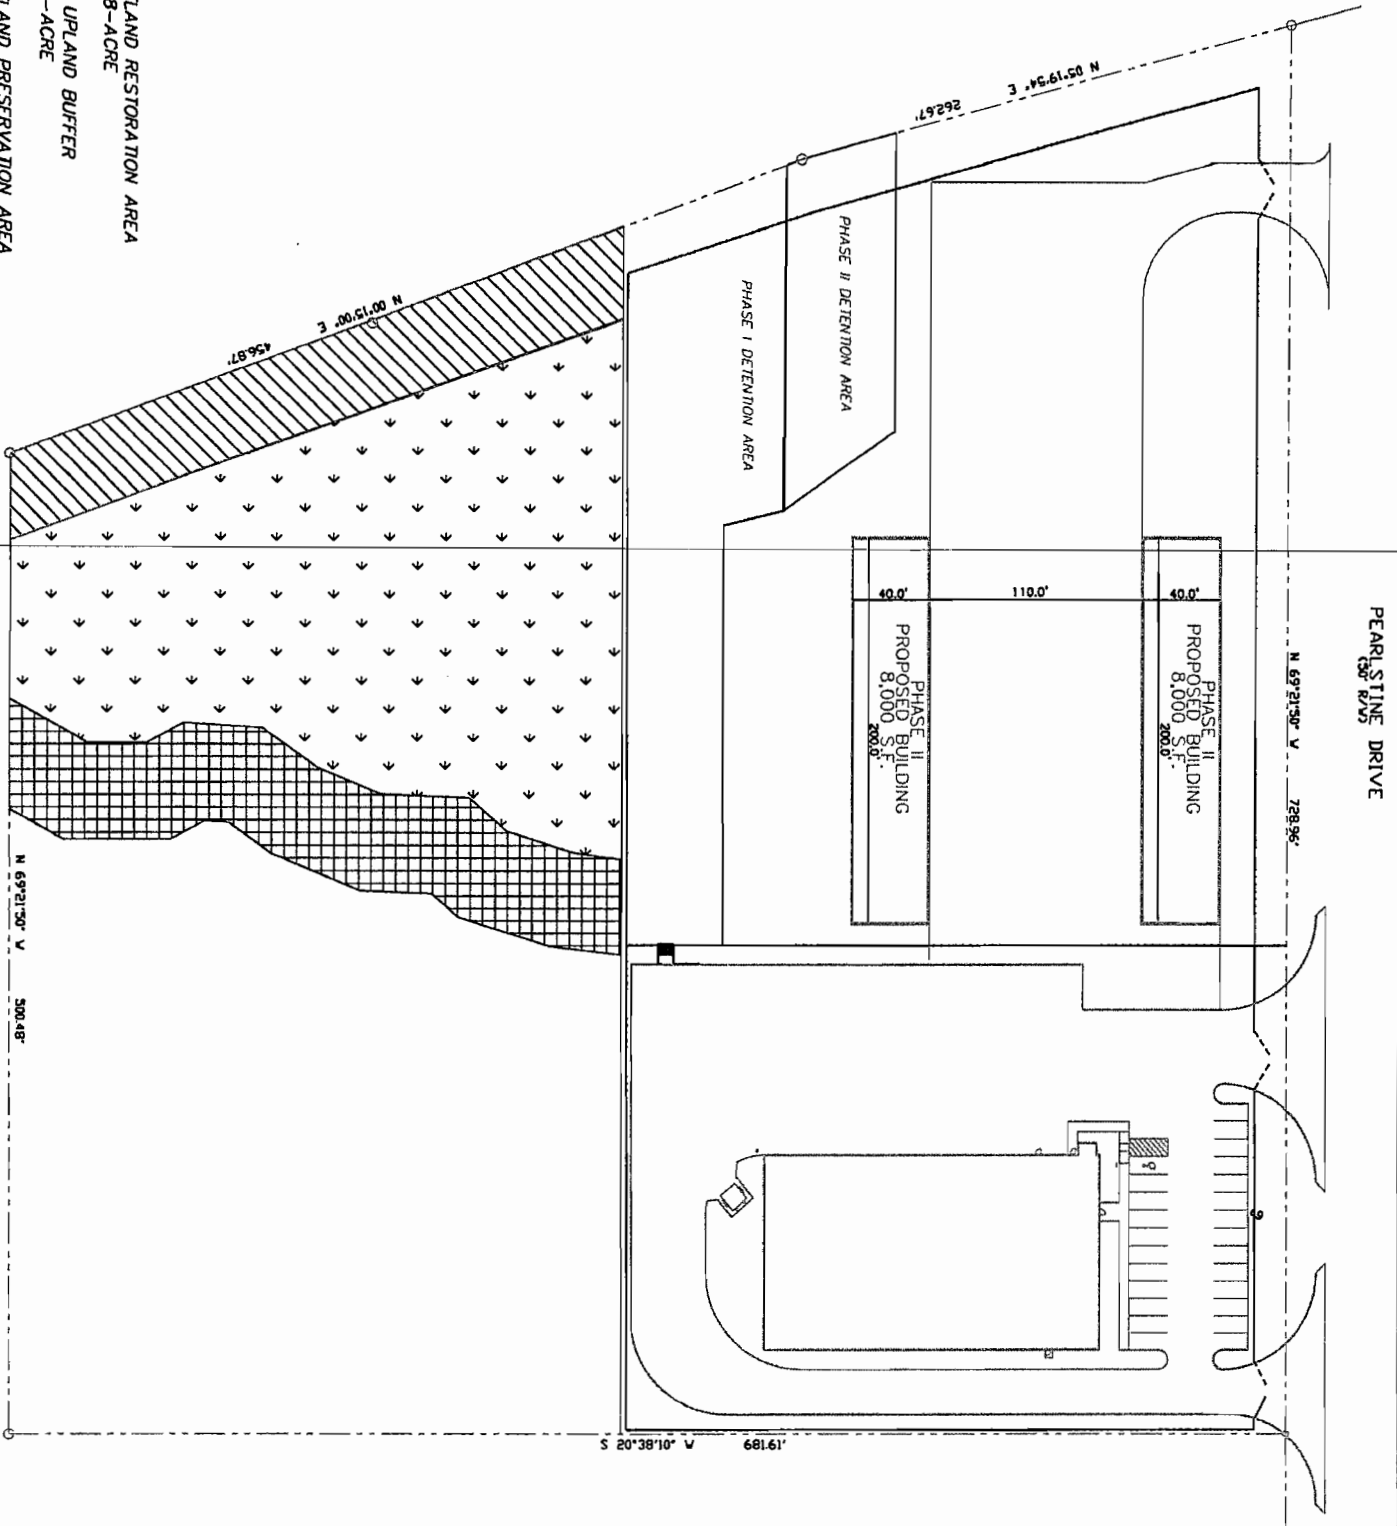 PEARLSTINE DRIVE
(50' R/W)
N 69°21'50" W 728.96'
N 05°19'54" E
262.67'
PHASE II DETENTION AREA
PHASE I DETENTION AREA
PHASE II
PROPOSED BUILDING
8,000 S.F.
200.0'
40.0'
110.0'
PHASE II
PROPOSED BUILDING
8,000 S.F.
200.0'
40.0'
9
N 00°15'00" E
456.87'
S 20°38'10" W 681.61'
N 69°21'50" W 500.48'
LAND RESTORATION AREA
8-ACRE
UPLAND BUFFER
-ACRE
LAND PRESERVATION AREA